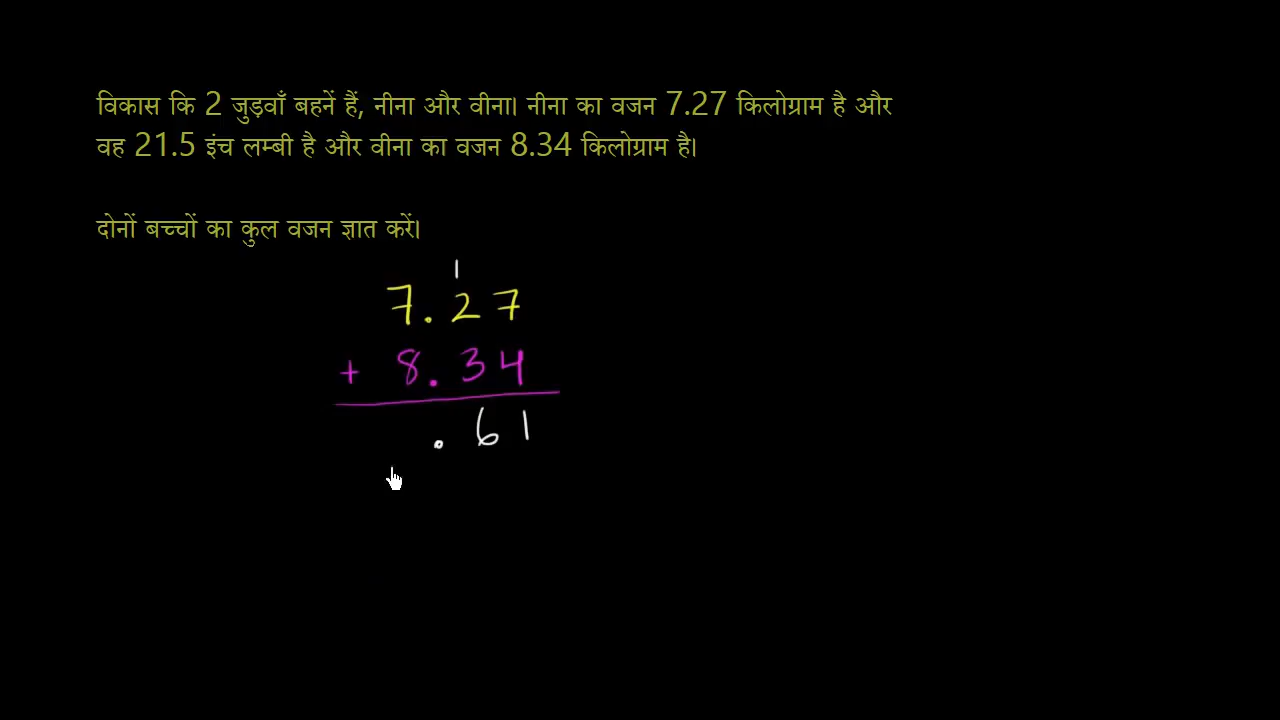 विकास कि 2 जुड़वाँ बहनें हैं, नीना और वीना। नीना का वजन 7.27 किलोग्राम है और
वह 21.5 इंच लम्बी है और वीना का वजन 8.34 किलोग्राम है।
दोनों बच्चों का कुल वजन ज्ञात करें।
1
7.27
+ 8.34
.61